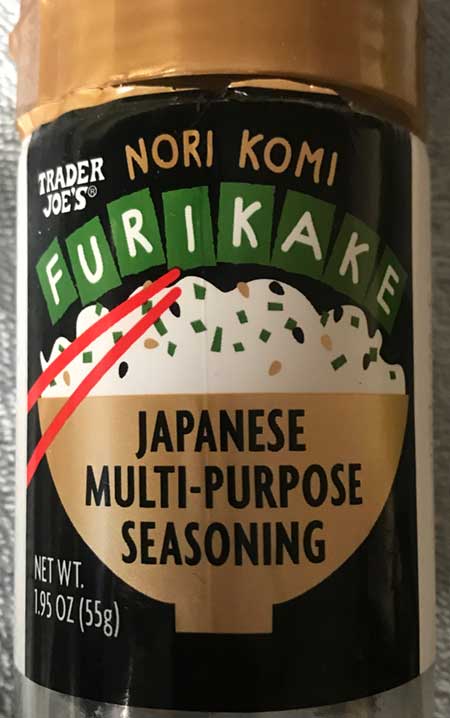 NORI KOMI
TRADER
JOE'S®
FURIKAKE
JAPANESE
MULTI-PURPOSE
SEASONING
NET WT.
1.95 OZ (55g)